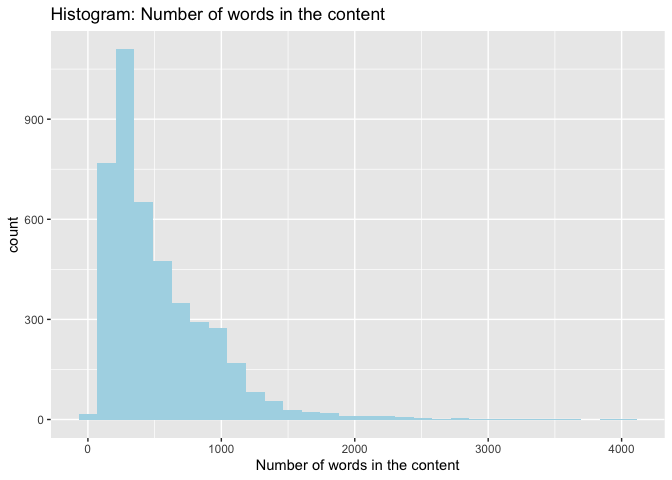 Histogram: Number of words in the content
count
900
600
300
0
0 1000 2000 3000 4000
Number of words in the content